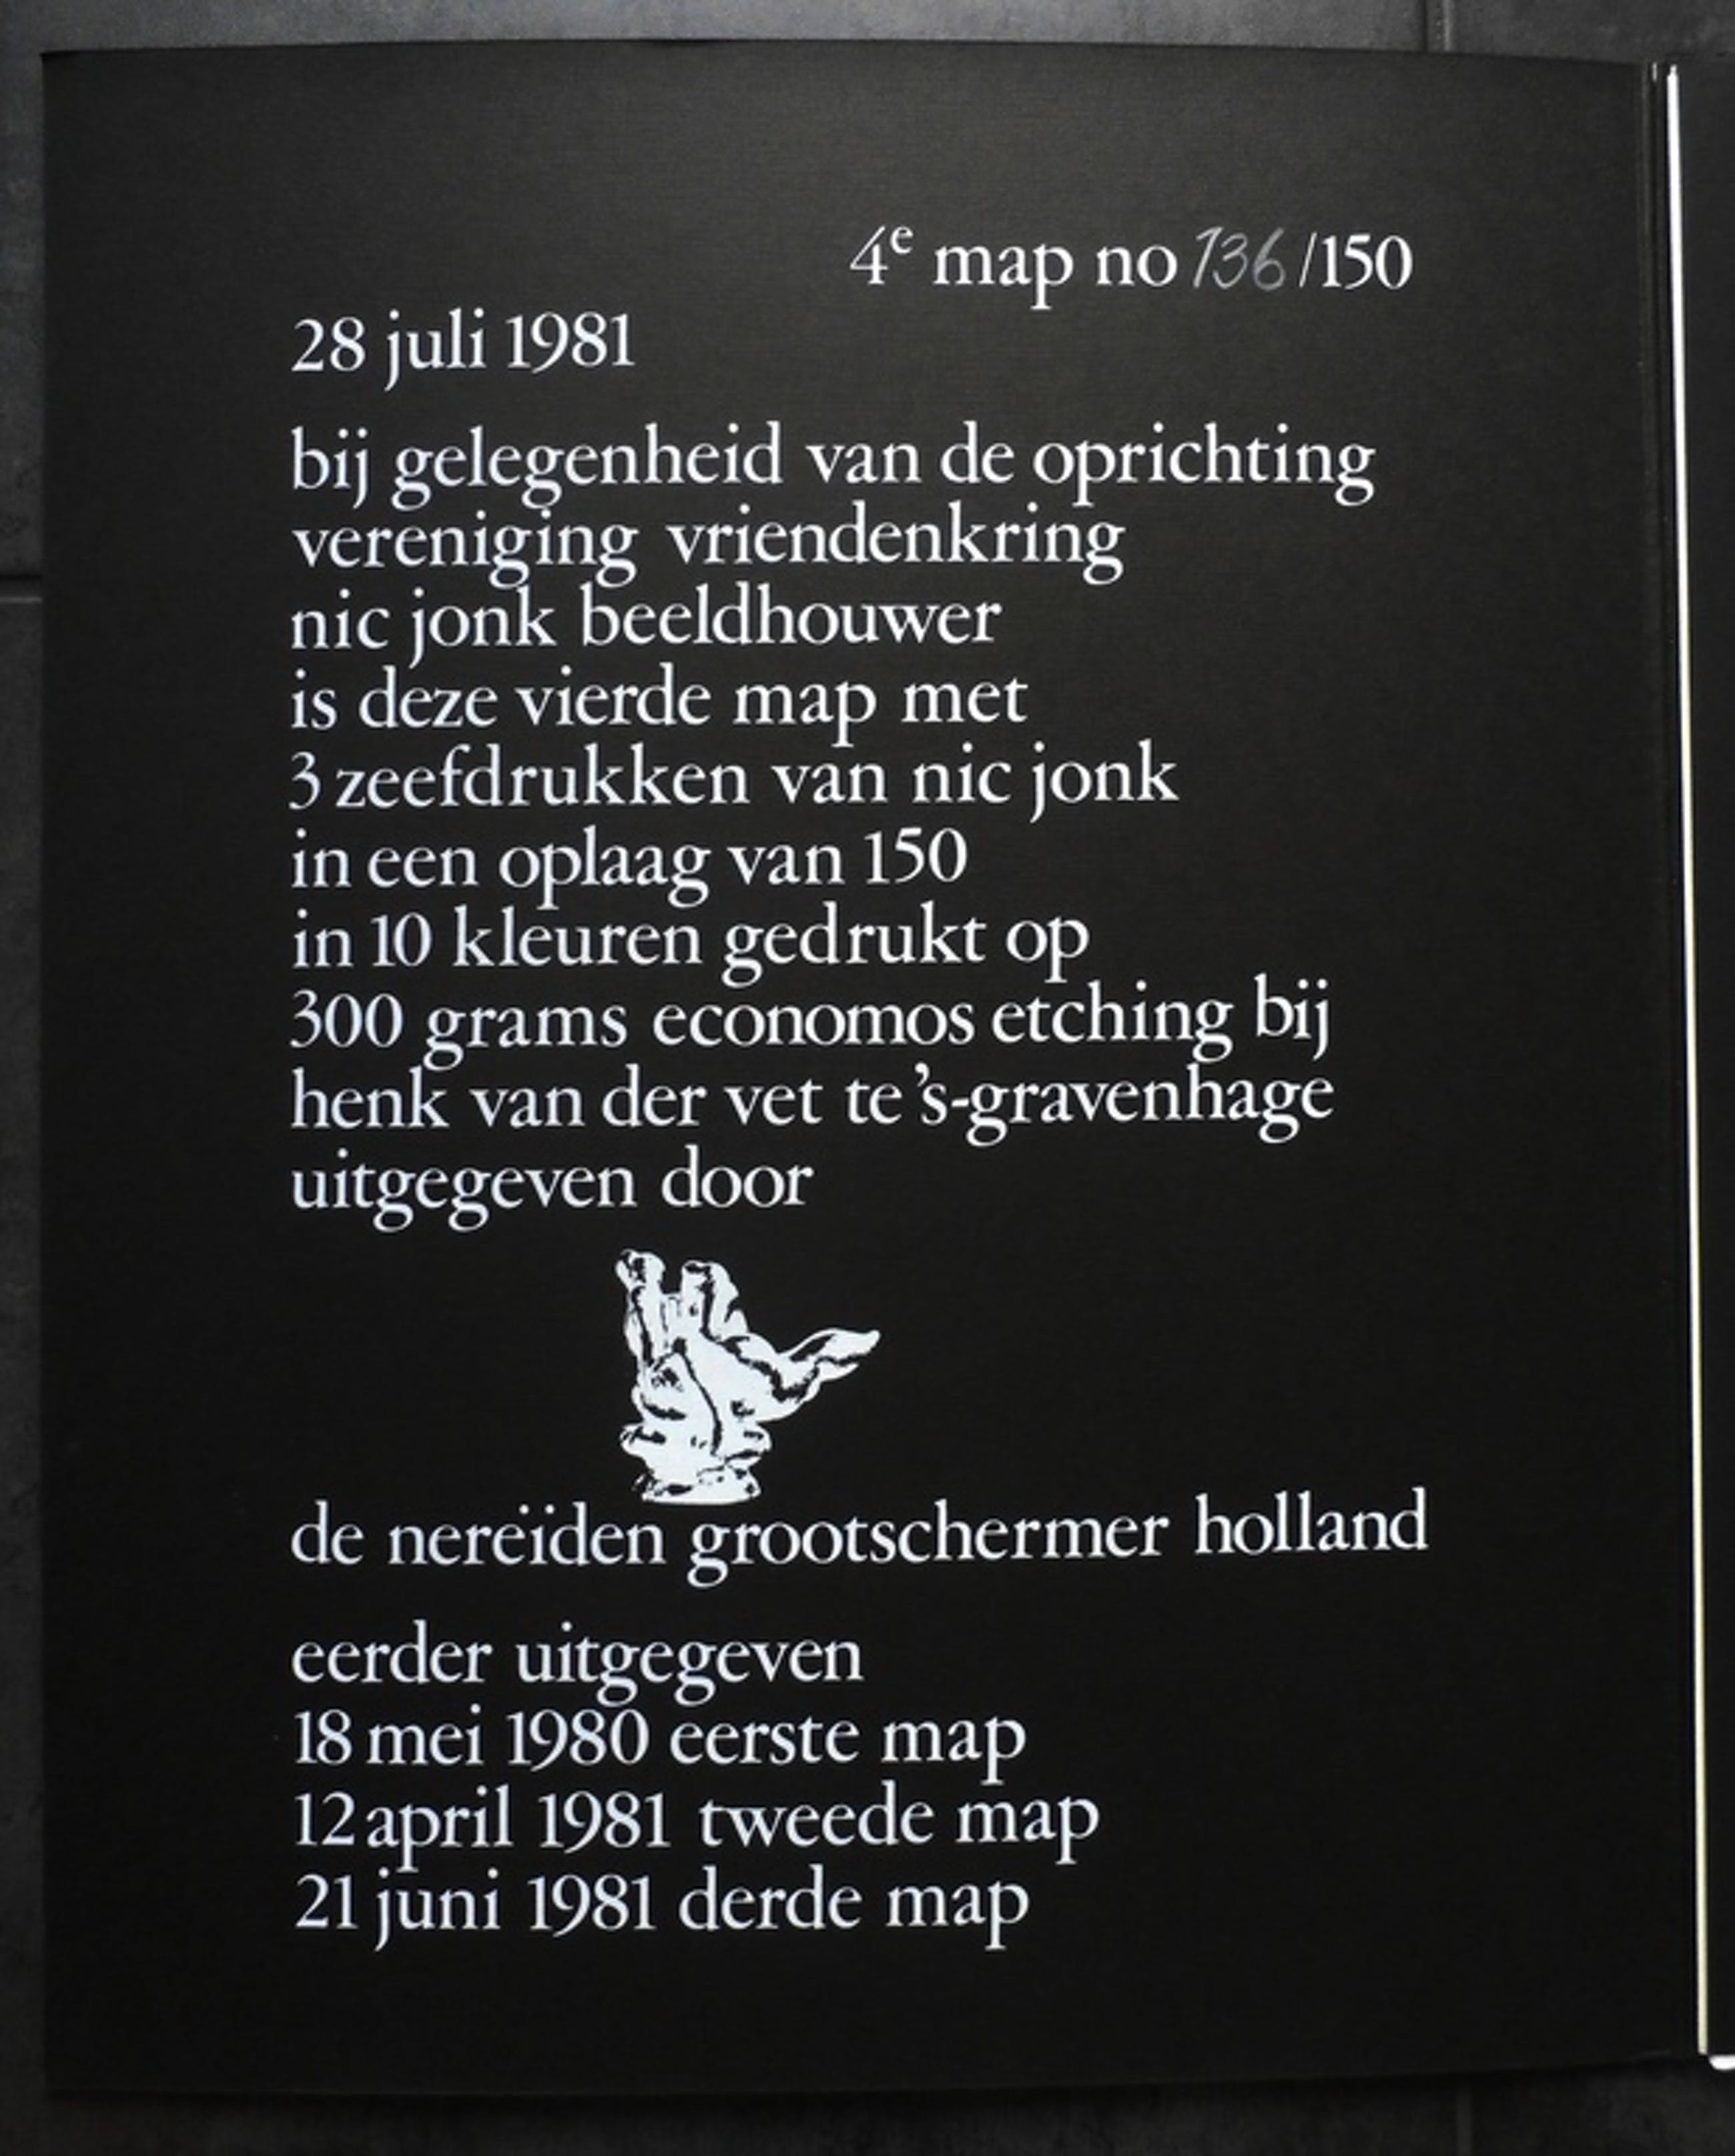 4e map no 136/150
28 juli 1981
bij gelegenheid van de oprichting
vereniging vriendenkring
nic jonk beeldhouwer
is deze vierde map met
3 zeefdrukken van nic jonk
in een oplaag van 150
in 10 kleuren gedrukt op
300 grams economos etching bij
henk van der vet te 's-gravenhage
uitgegeven door
de nereïden grootschermer holland
eerder uitgegeven
18 mei 1980 eerste map
12 april 1981 tweede map
21 juni 1981 derde map